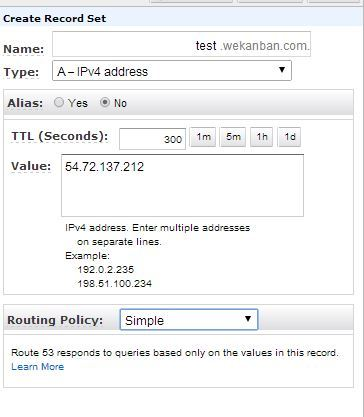 Create Record Set
Name: test .wekanban.com.
Type: A – IPv4 address
Alias: Yes No
TTL (Seconds): 300 1m 5m 1h 1d
Value: 54.72.137.212
IPv4 address. Enter multiple addresses
on separate lines.
Example:
192.0.2.235
198.51.100.234
Routing Policy: Simple
Route 53 responds to queries based only on the values in this record.
Learn More